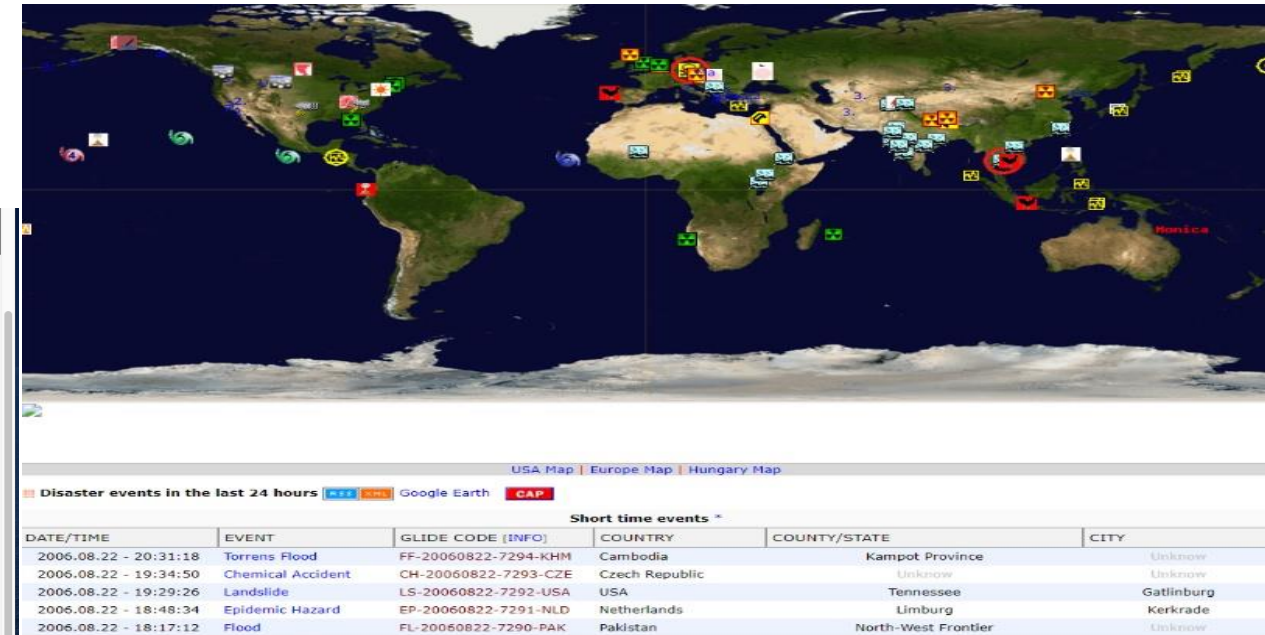 Monica
USA Map | Europe Map | Hungary Map
Disaster events in the last 24 hours RSS XML Google Earth CAP
Short time events *
DATE/TIME EVENT GLIDE CODE [INFO] COUNTRY COUNTY/STATE CITY
2006.08.22 - 20:31:18 Torrens Flood FF-20060822-7294-KHM Cambodia Kampot Province Unknow
2006.08.22 - 19:34:50 Chemical Accident CH-20060822-7293-CZE Czech Republic Unknow Unknow
2006.08.22 - 19:29:26 Landslide LS-20060822-7292-USA USA Tennessee Gatlinburg
2006.08.22 - 18:48:34 Epidemic Hazard EP-20060822-7291-NLD Netherlands Limburg Kerkrade
2006.08.22 - 18:17:12 Flood FL-20060822-7290-PAK Pakistan North-West Frontier Unknow